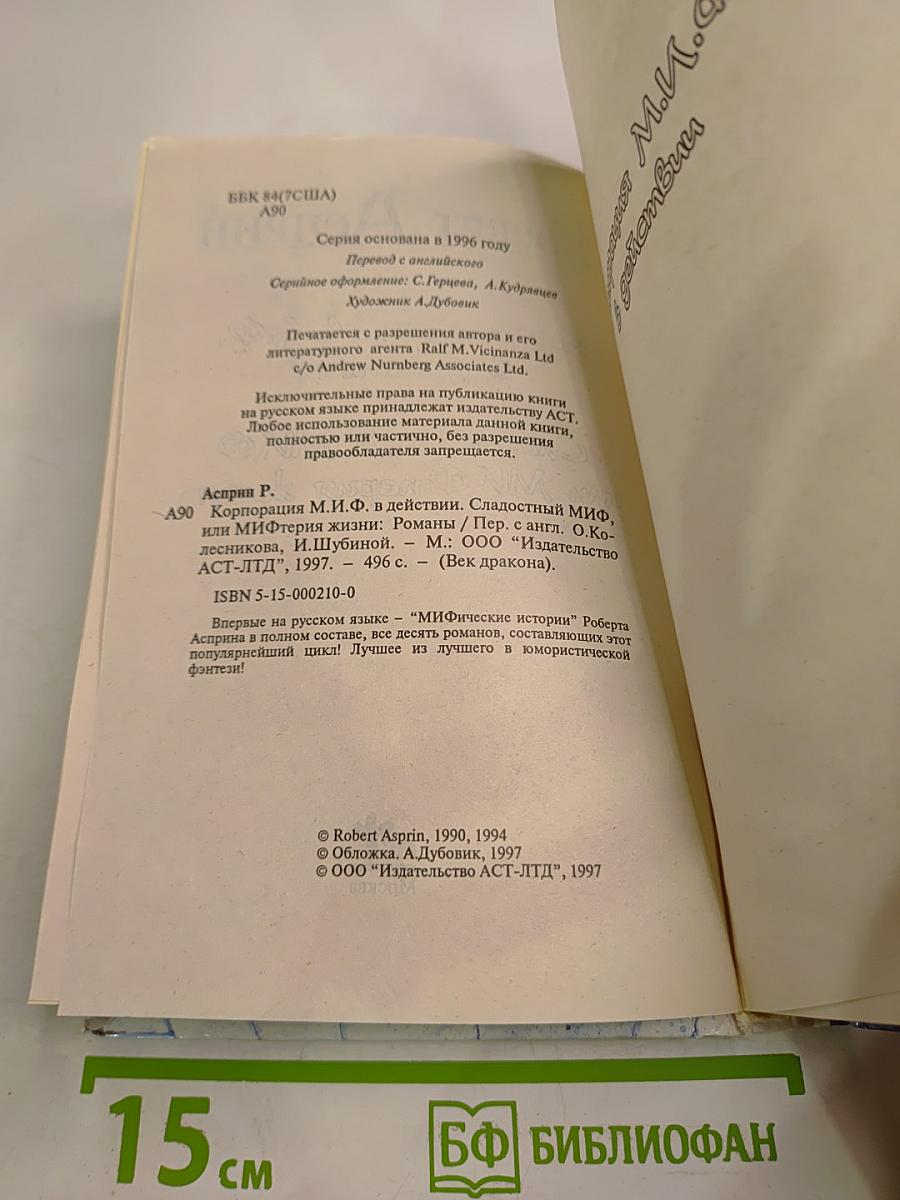 ББК 84(7США)
А90
Серия основана в 1996 году
Перевод с английского
Серийное оформление: С.Герцева, А.Кудрявцев
Художник А.Дубовик
Печатается с разрешения автора и его
литературного агента Ralf M.Vicinanza Ltd
c/o Andrew Nurnberg Associates Ltd.
Исключительные права на публикацию книги
на русском языке принадлежат издательству АСТ.
Любое использование материала данной книги,
полностью или частично, без разрешения
правообладателя запрещается.
Асприн Р.
А90 Корпорация М.И.Ф. в действии. Сладостный МИФ,
или МИФтерия жизни: Романы / Пер. с англ. О.Ко-
лесникова, И.Шубиной. – М.: ООО “Издательство
АСТ-ЛТД”, 1997. – 496 с. – (Век дракона).
ISBN 5-15-000210-0
Впервые на русском языке – “МИФические истории” Роберта
Асприна в полном составе, все десять романов, составляющих этот
популярнейший цикл! Лучшее из лучшего в юмористической
фэнтези!
© Robert Asprin, 1990, 1994
© Обложка. А.Дубовик, 1997
© ООО “Издательство АСТ-ЛТД”, 1997
М.И.Ф
действии
15 см
БФ БИБЛИОФАН